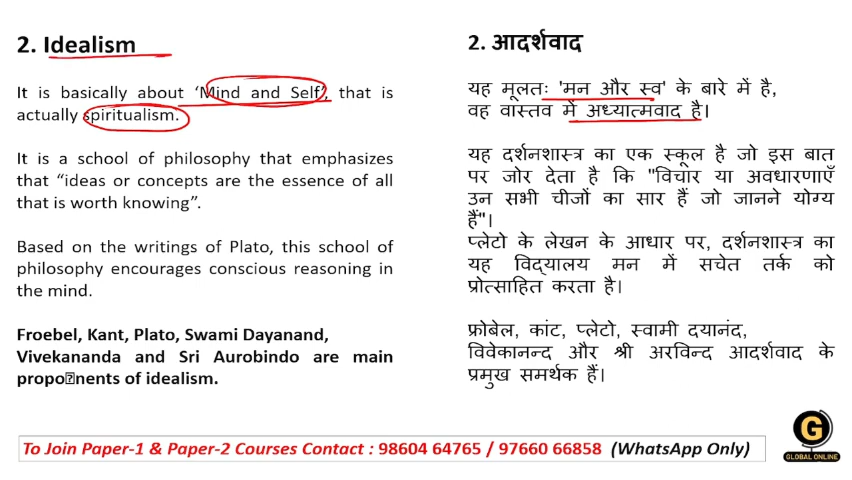 2. Idealism
It is basically about ‘Mind and Self’, that is
actually spiritualism.
It is a school of philosophy that emphasizes
that “ideas or concepts are the essence of all
that is worth knowing”.
Based on the writings of Plato, this school of
philosophy encourages conscious reasoning in
the mind.
Froebel, Kant, Plato, Swami Dayanand,
Vivekananda and Sri Aurobindo are main
propo⍰nents of idealism.
2. आदर्शवाद
यह मूलतः 'मन और स्व' के बारे में है,
वह वास्तव में अध्यात्मवाद है।
यह दर्शनशास्त्र का एक स्कूल है जो इस बात
पर जोर देता है कि "विचार या अवधारणाएँ
उन सभी चीजों का सार हैं जो जानने योग्य
हैं"।
प्लेटो के लेखन के आधार पर, दर्शनशास्त्र का
यह विद्यालय मन में सचेत तर्क को
प्रोत्साहित करता है।
फ्रोबेल, कांट, प्लेटो, स्वामी दयानंद,
विवेकानन्द और श्री अरविन्द आदर्शवाद के
प्रमुख समर्थक हैं।
To Join Paper-1 & Paper-2 Courses Contact : 98604 64765 / 97660 66858 (WhatsApp Only)
G
GLOBAL ONLINE